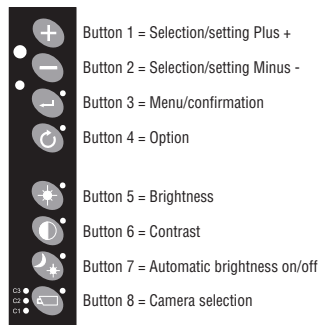 Button 1 = Selection/setting Plus +
Button 2 = Selection/setting Minus -
Button 3 = Menu/confirmation
Button 4 = Option
Button 5 = Brightness
Button 6 = Contrast
Button 7 = Automatic brightness on/off
Button 8 = Camera selection
C3
C2
C1